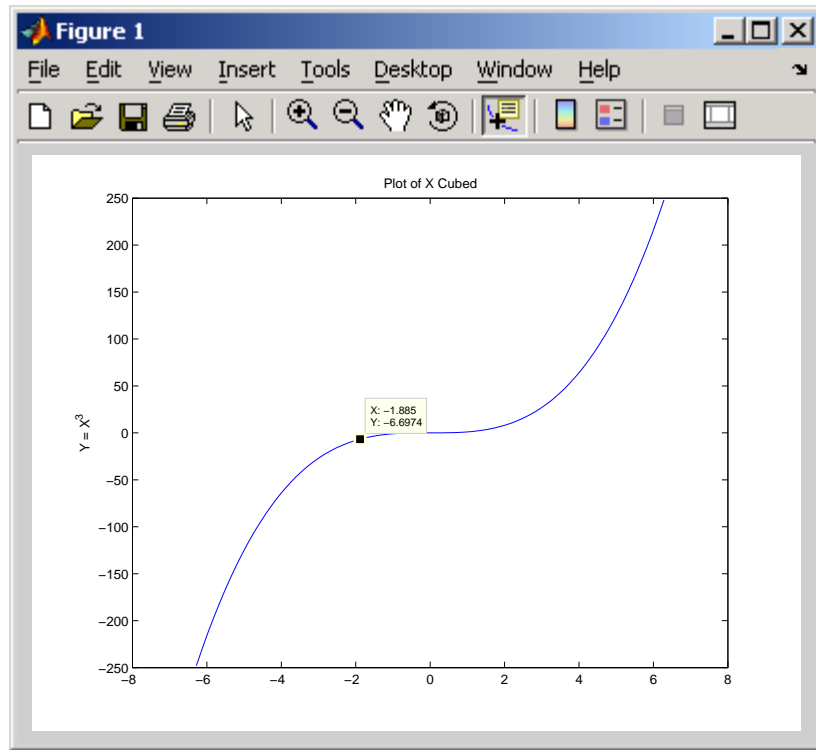 Figure 1
File Edit View Insert Tools Desktop Window Help
Plot of X Cubed
250
200
150
100
50
0
−50
−100
−150
−200
−250
Y = X³
X: −1.885
Y: −6.6974
−8 −6 −4 −2 0 2 4 6 8